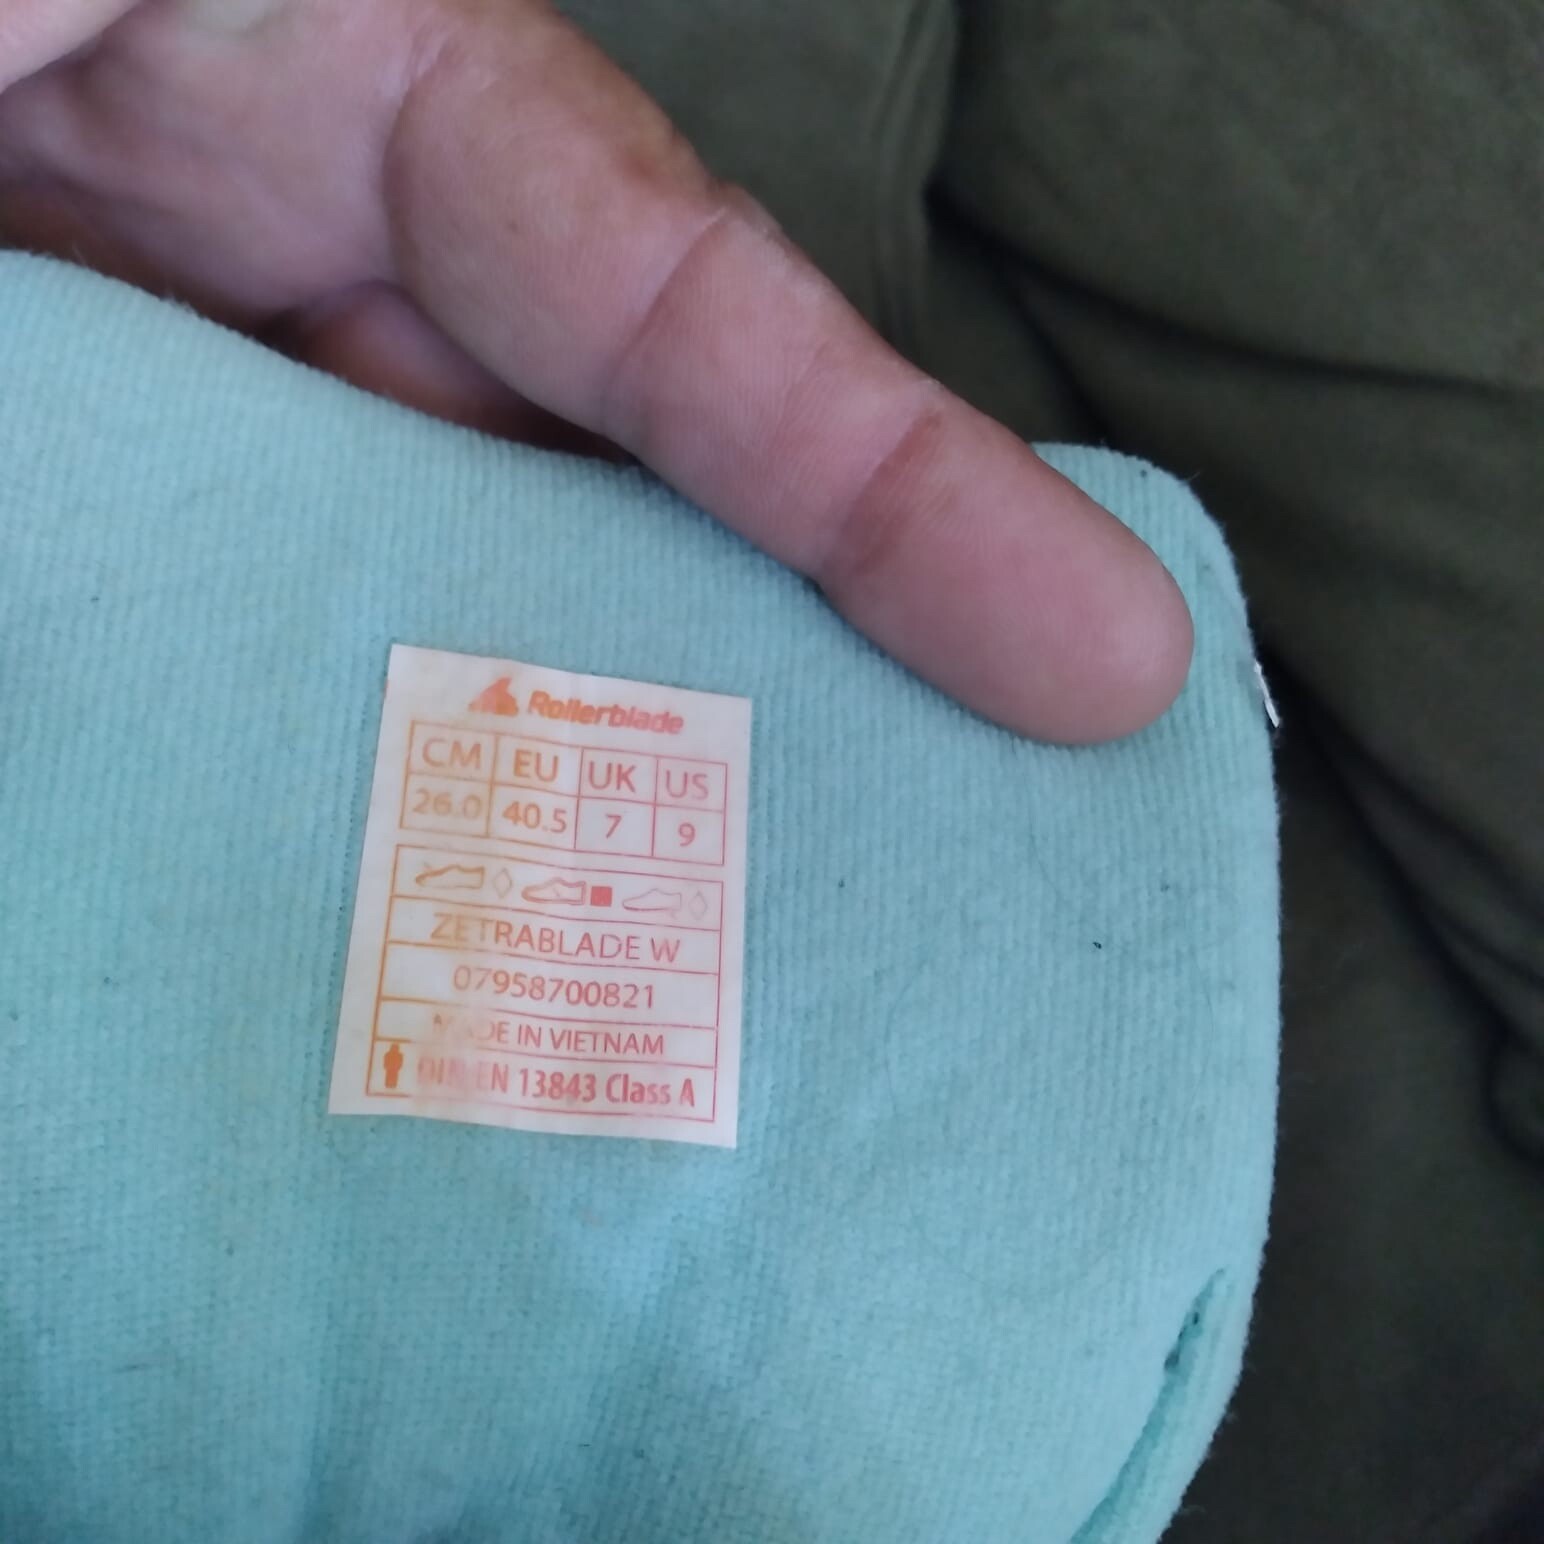 Rollerblade
CM EU UK US
26.0 40.5 7 9
ZETRABLADE W
07958700821
MADE IN VIETNAM
DIN EN 13843 Class A